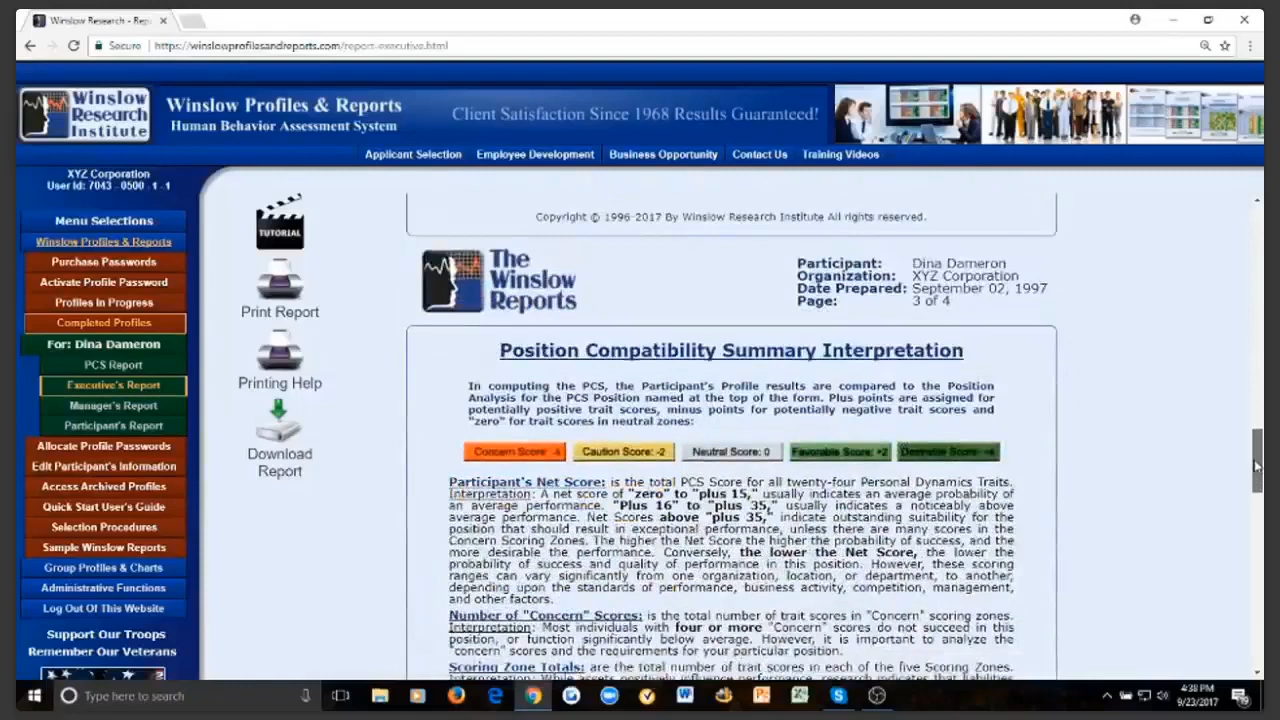 Winslow Research - Rep
Secure
https://winslowprofilesandreports.com/report-executive.html
Winslow
Research
Institute
Winslow Profiles & Reports
Human Behavior Assessment System
Client Satisfaction Since 1968 Results Guaranteed!
Applicant Selection
Employee Development
Business Opportunity
Contact Us
Training Videos
XYZ Corporation
User Id: 7043 - 0500 - 1 - 1
Menu Selections
Winslow Profiles & Reports
Purchase Passwords
Activate Profile Password
Profiles In Progress
Completed Profiles
For: Dina Dameron
PCS Report
Executive's Report
Manager's Report
Participant's Report
Allocate Profile Passwords
Edit Participant's Information
Access Archived Profiles
Quick Start User's Guide
Selection Procedures
Sample Winslow Reports
Group Profiles & Charts
Administrative Functions
Log Out Of This Website
Support Our Troops
Remember Our Veterans
TUTORIAL
Print Report
Printing Help
Download
Report
Copyright © 1996-2017 By Winslow Research Institute All rights reserved.
The
Winslow
Reports
Participant: Dina Dameron
Organization: XYZ Corporation
Date Prepared: September 02, 1997
Page: 3 of 4
Position Compatibility Summary Interpretation
In computing the PCS, the Participant's Profile results are compared to the Position
Analysis for the PCS Position named at the top of the form. Plus points are assigned for
potentially positive trait scores, minus points for potentially negative trait scores and
"zero" for trait scores in neutral zones:
Concern Score: -4
Caution Score: -2
Neutral Score: 0
Favorable Score: +2
Desirable Score: +4
Participant's Net Score: is the total PCS Score for all twenty-four Personal Dynamics Traits.
Interpretation: A net score of "zero" to "plus 15," usually indicates an average probability of
an average performance. "Plus 16" to "plus 35," usually indicates a noticeably above
average performance. Net Scores above "plus 35," indicate outstanding suitability for the
position that should result in exceptional performance, unless there are many scores in the
Concern Scoring Zones. The higher the Net Score the higher the probability of success, and the
more desirable the performance. Conversely, the lower the Net Score, the lower the
probability of success and quality of performance in this position. However, these scoring
ranges can vary significantly from one organization, location, or department, to another,
depending upon the standards of performance, business activity, competition, management,
and other factors.
Number of "Concern" Scores: is the total number of trait scores in "Concern" scoring zones.
Interpretation: Most individuals with four or more "Concern" scores do not succeed in this
position, or function significantly below average. However, it is important to analyze the
"concern" scores and the requirements for your particular position.
Scoring Zone Totals: are the total number of trait scores in each of the five Scoring Zones.
Interpretation: While assets positively influence performance, research indicates that liabilities
Type here to search
4:38 PM
9/23/2017